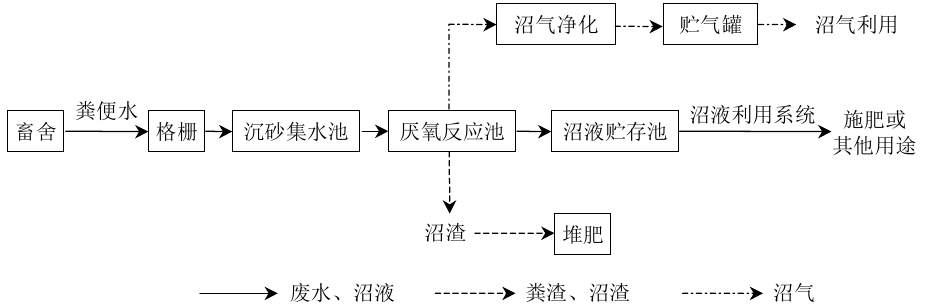 沼气净化
贮气罐
沼气利用
畜舍
粪便水
格栅
沉砂集水池
厌氧反应池
沼液贮存池
沼液利用系统
施肥或
其他用途
沼渣
堆肥
废水、沼液
粪渣、沼渣
沼气